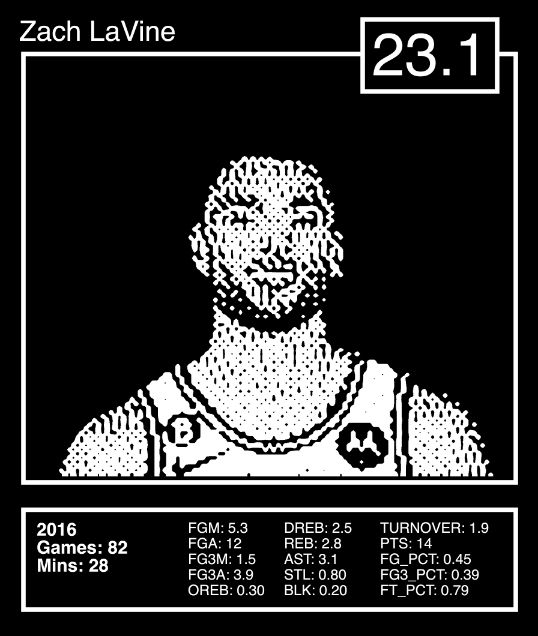 Zach LaVine
23.1
B
2016
Games: 82
Mins: 28
FGM: 5.3
FGA: 12
FG3M: 1.5
FG3A: 3.9
OREB: 0.30
DREB: 2.5
REB: 2.8
AST: 3.1
STL: 0.80
BLK: 0.20
TURNOVER: 1.9
PTS: 14
FG_PCT: 0.45
FG3_PCT: 0.39
FT_PCT: 0.79